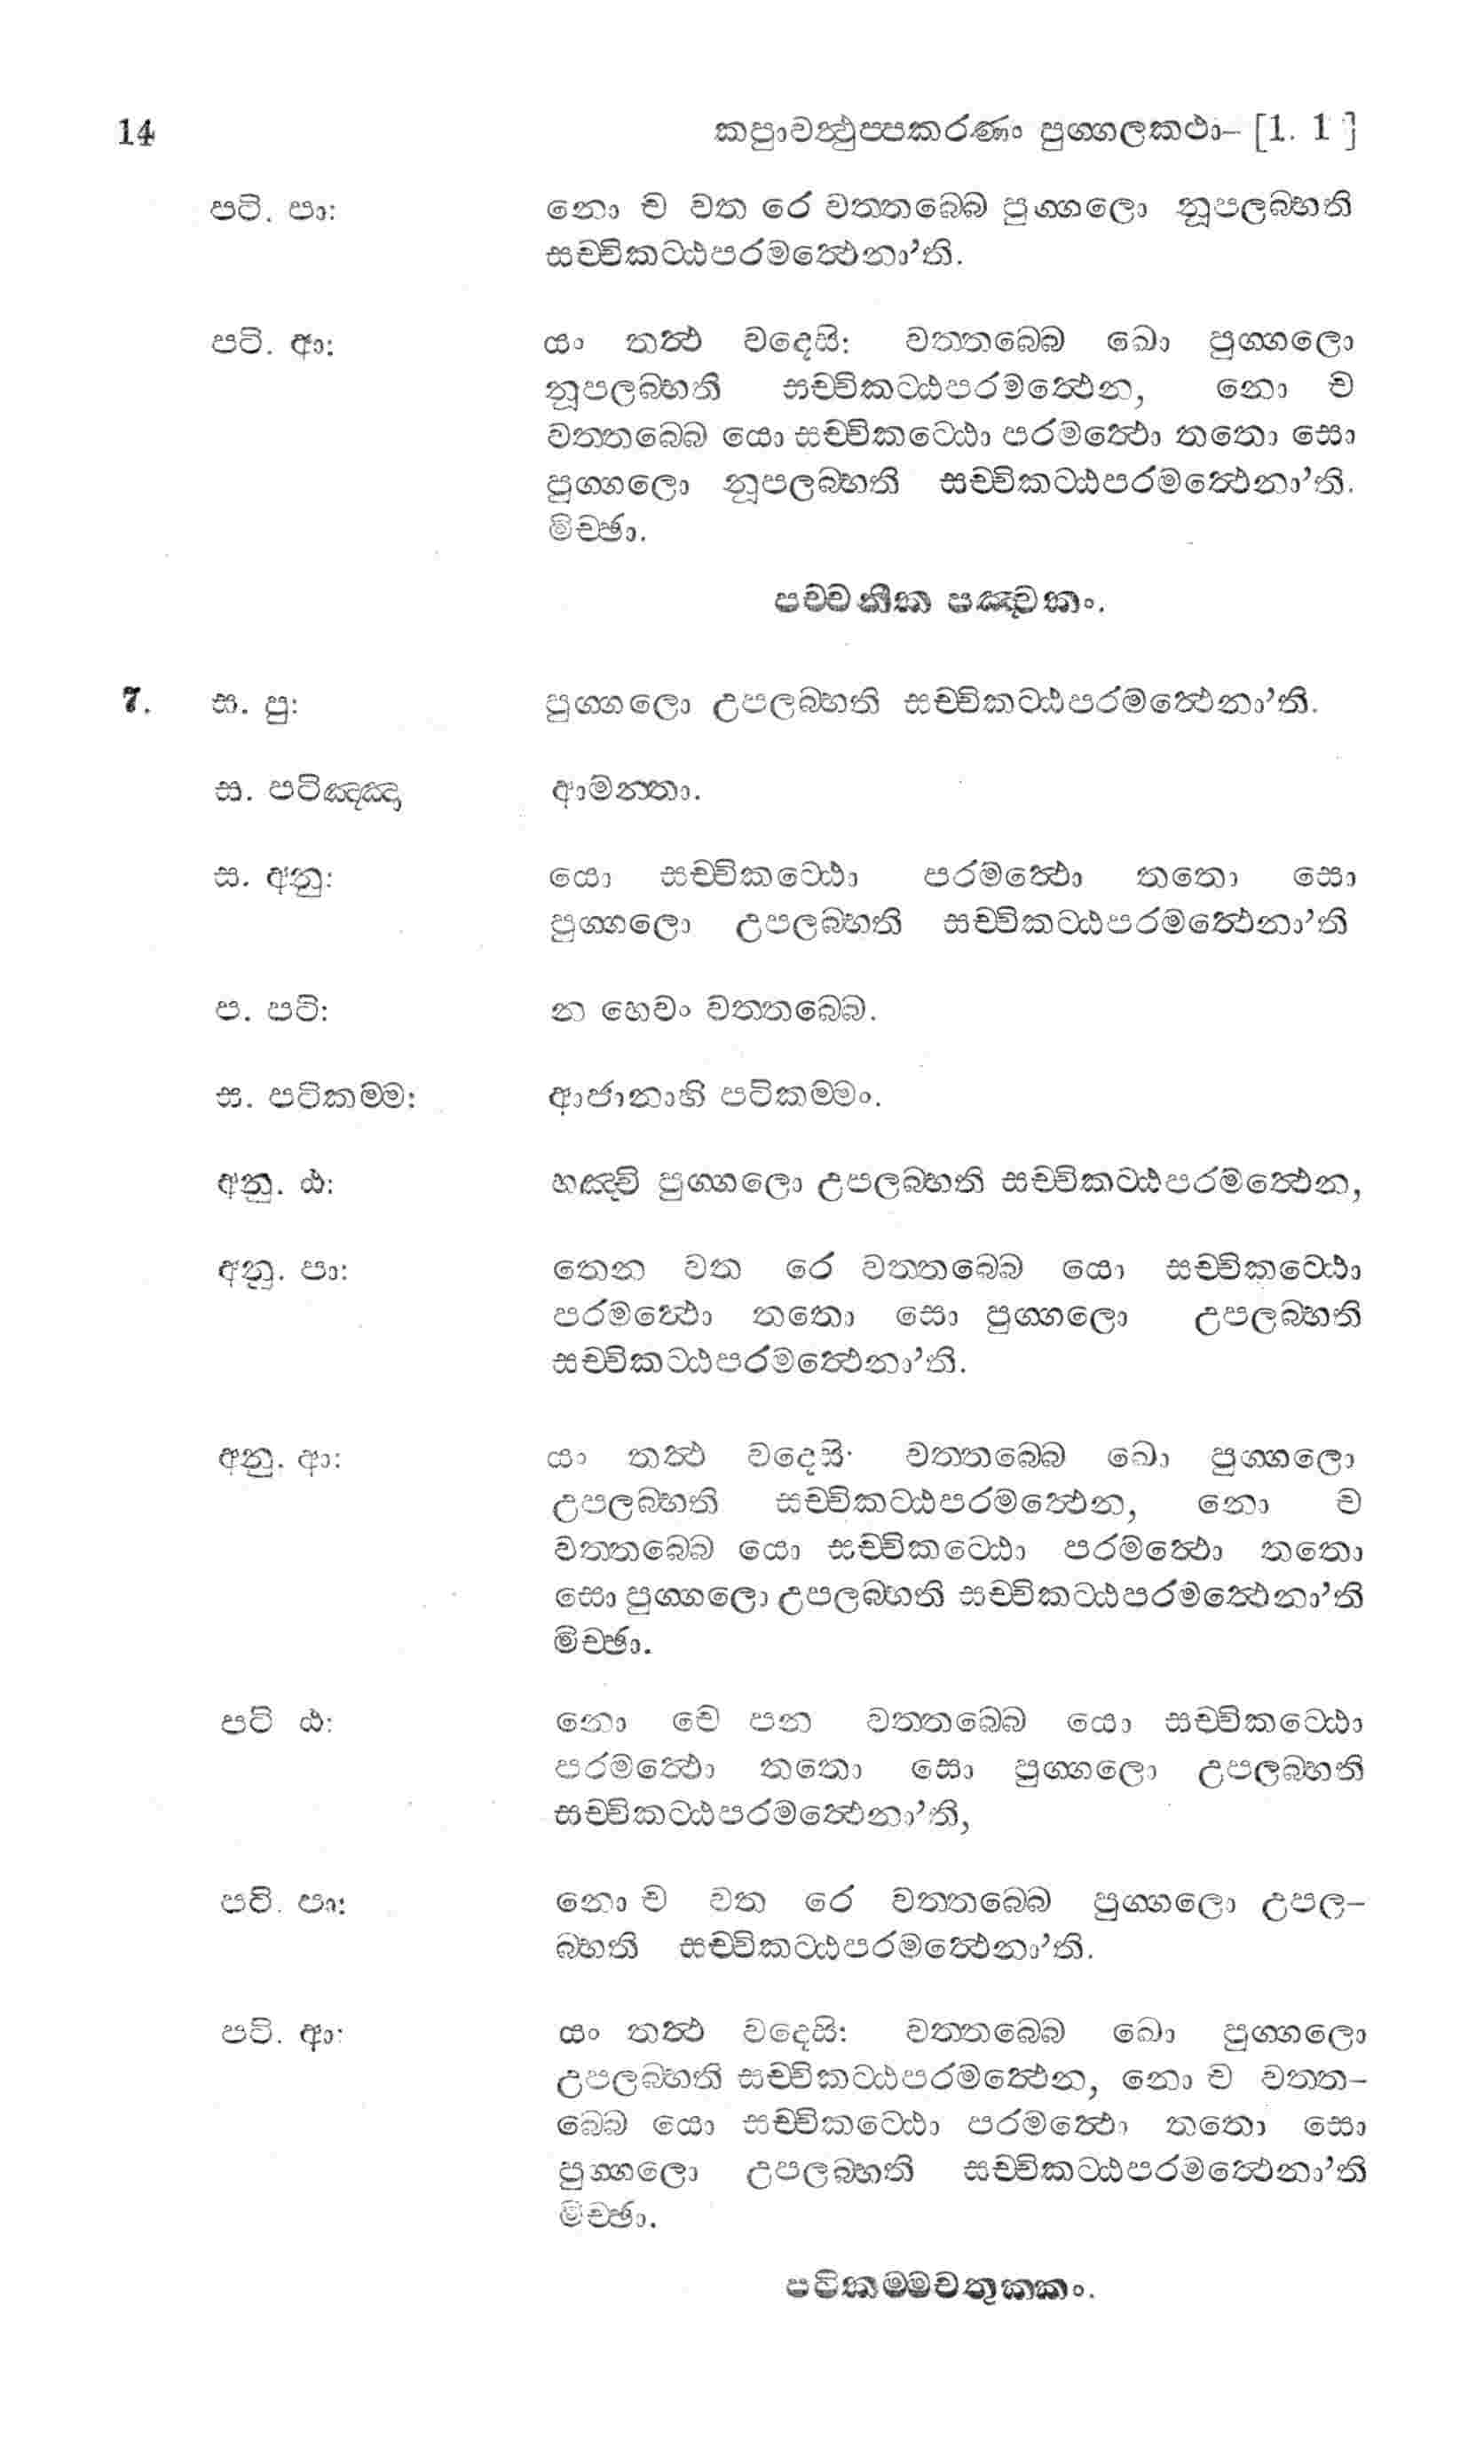 14 කථාවත්ථුප්පකරණං පුග්ගලකථා– [1. 1 ]
පටි. පා: නො ච වත රෙ වත්තබ්බෙ පුග්ගලො නූපලබ්භති
සච්චිකට්ඨපරමත්ථෙනා’ති.
පටි. ආ: යං තත්ථ වදෙසි: වත්තබ්බෙ ඛො පුග්ගලො
නූපලබ්භති සච්චිකට්ඨපරමත්ථෙන, නො ච
වත්තබ්බෙ යො සච්චිකට්ඨො පරමත්ථො තතො සො
පුග්ගලො නූපලබ්භති සච්චිකට්ඨපරමත්ථෙනා’ති.
මිච්ඡා.
පච්චනීක පඤ්චකං.
7. ස. පු: පුග්ගලො උපලබ්භති සච්චිකට්ඨපරමත්ථෙනා’ති.
ස. පටිඤ්ඤා ආමන්තා.
ස. අනු: යො සච්චිකට්ඨො පරමත්ථො තතො සො
පුග්ගලො උපලබ්භති සච්චිකට්ඨපරමත්ථෙනා’ති
ප. පටි: න හෙවං වත්තබ්බෙ.
ස. පටිකම්ම: ආජානාහි පටිකම්මං.
අනු. ඨ: හඤ්චි පුග්ගලො උපලබ්භති සච්චිකට්ඨපරමත්ථෙන,
අනු. පා: තෙන වත රෙ වත්තබ්බෙ යො සච්චිකට්ඨො
පරමත්ථො තතො සො පුග්ගලො උපලබ්භති
සච්චිකට්ඨපරමත්ථෙනා’ති.
අනු. ආ: යං තත්ථ වදෙසි· වත්තබ්බෙ ඛො පුග්ගලො
උපලබ්භති සච්චිකට්ඨපරමත්ථෙන, නො ච
වත්තබ්බෙ යො සච්චිකට්ඨො පරමත්ථො තතො
සො පුග්ගලො උපලබ්භති සච්චිකට්ඨපරමත්ථෙනා’ති
මිච්ඡා.
පටි ඨ: නො චෙ පන වත්තබ්බෙ යො සච්චිකට්ඨො
පරමත්ථො තතො සො පුග්ගලො උපලබ්භති
සච්චිකට්ඨපරමත්ථෙනා’ති,
පටි. පා: නො ච වත රෙ වත්තබ්බෙ පුග්ගලො උපල–
බ්භති සච්චිකට්ඨපරමත්ථෙනා’ති.
පටි. ආ: යං තත්ථ වදෙසි: වත්තබ්බෙ ඛො පුග්ගලො
උපලබ්භති සච්චිකට්ඨපරමත්ථෙන, නො ච වත්ත–
බ්බෙ යො සච්චිකට්ඨො පරමත්ථො තතො සො
පුග්ගලො උපලබ්භති සච්චිකට්ඨපරමත්ථෙනා’ති
මිච්ඡා.
පටිකම්මචතුක්කං.